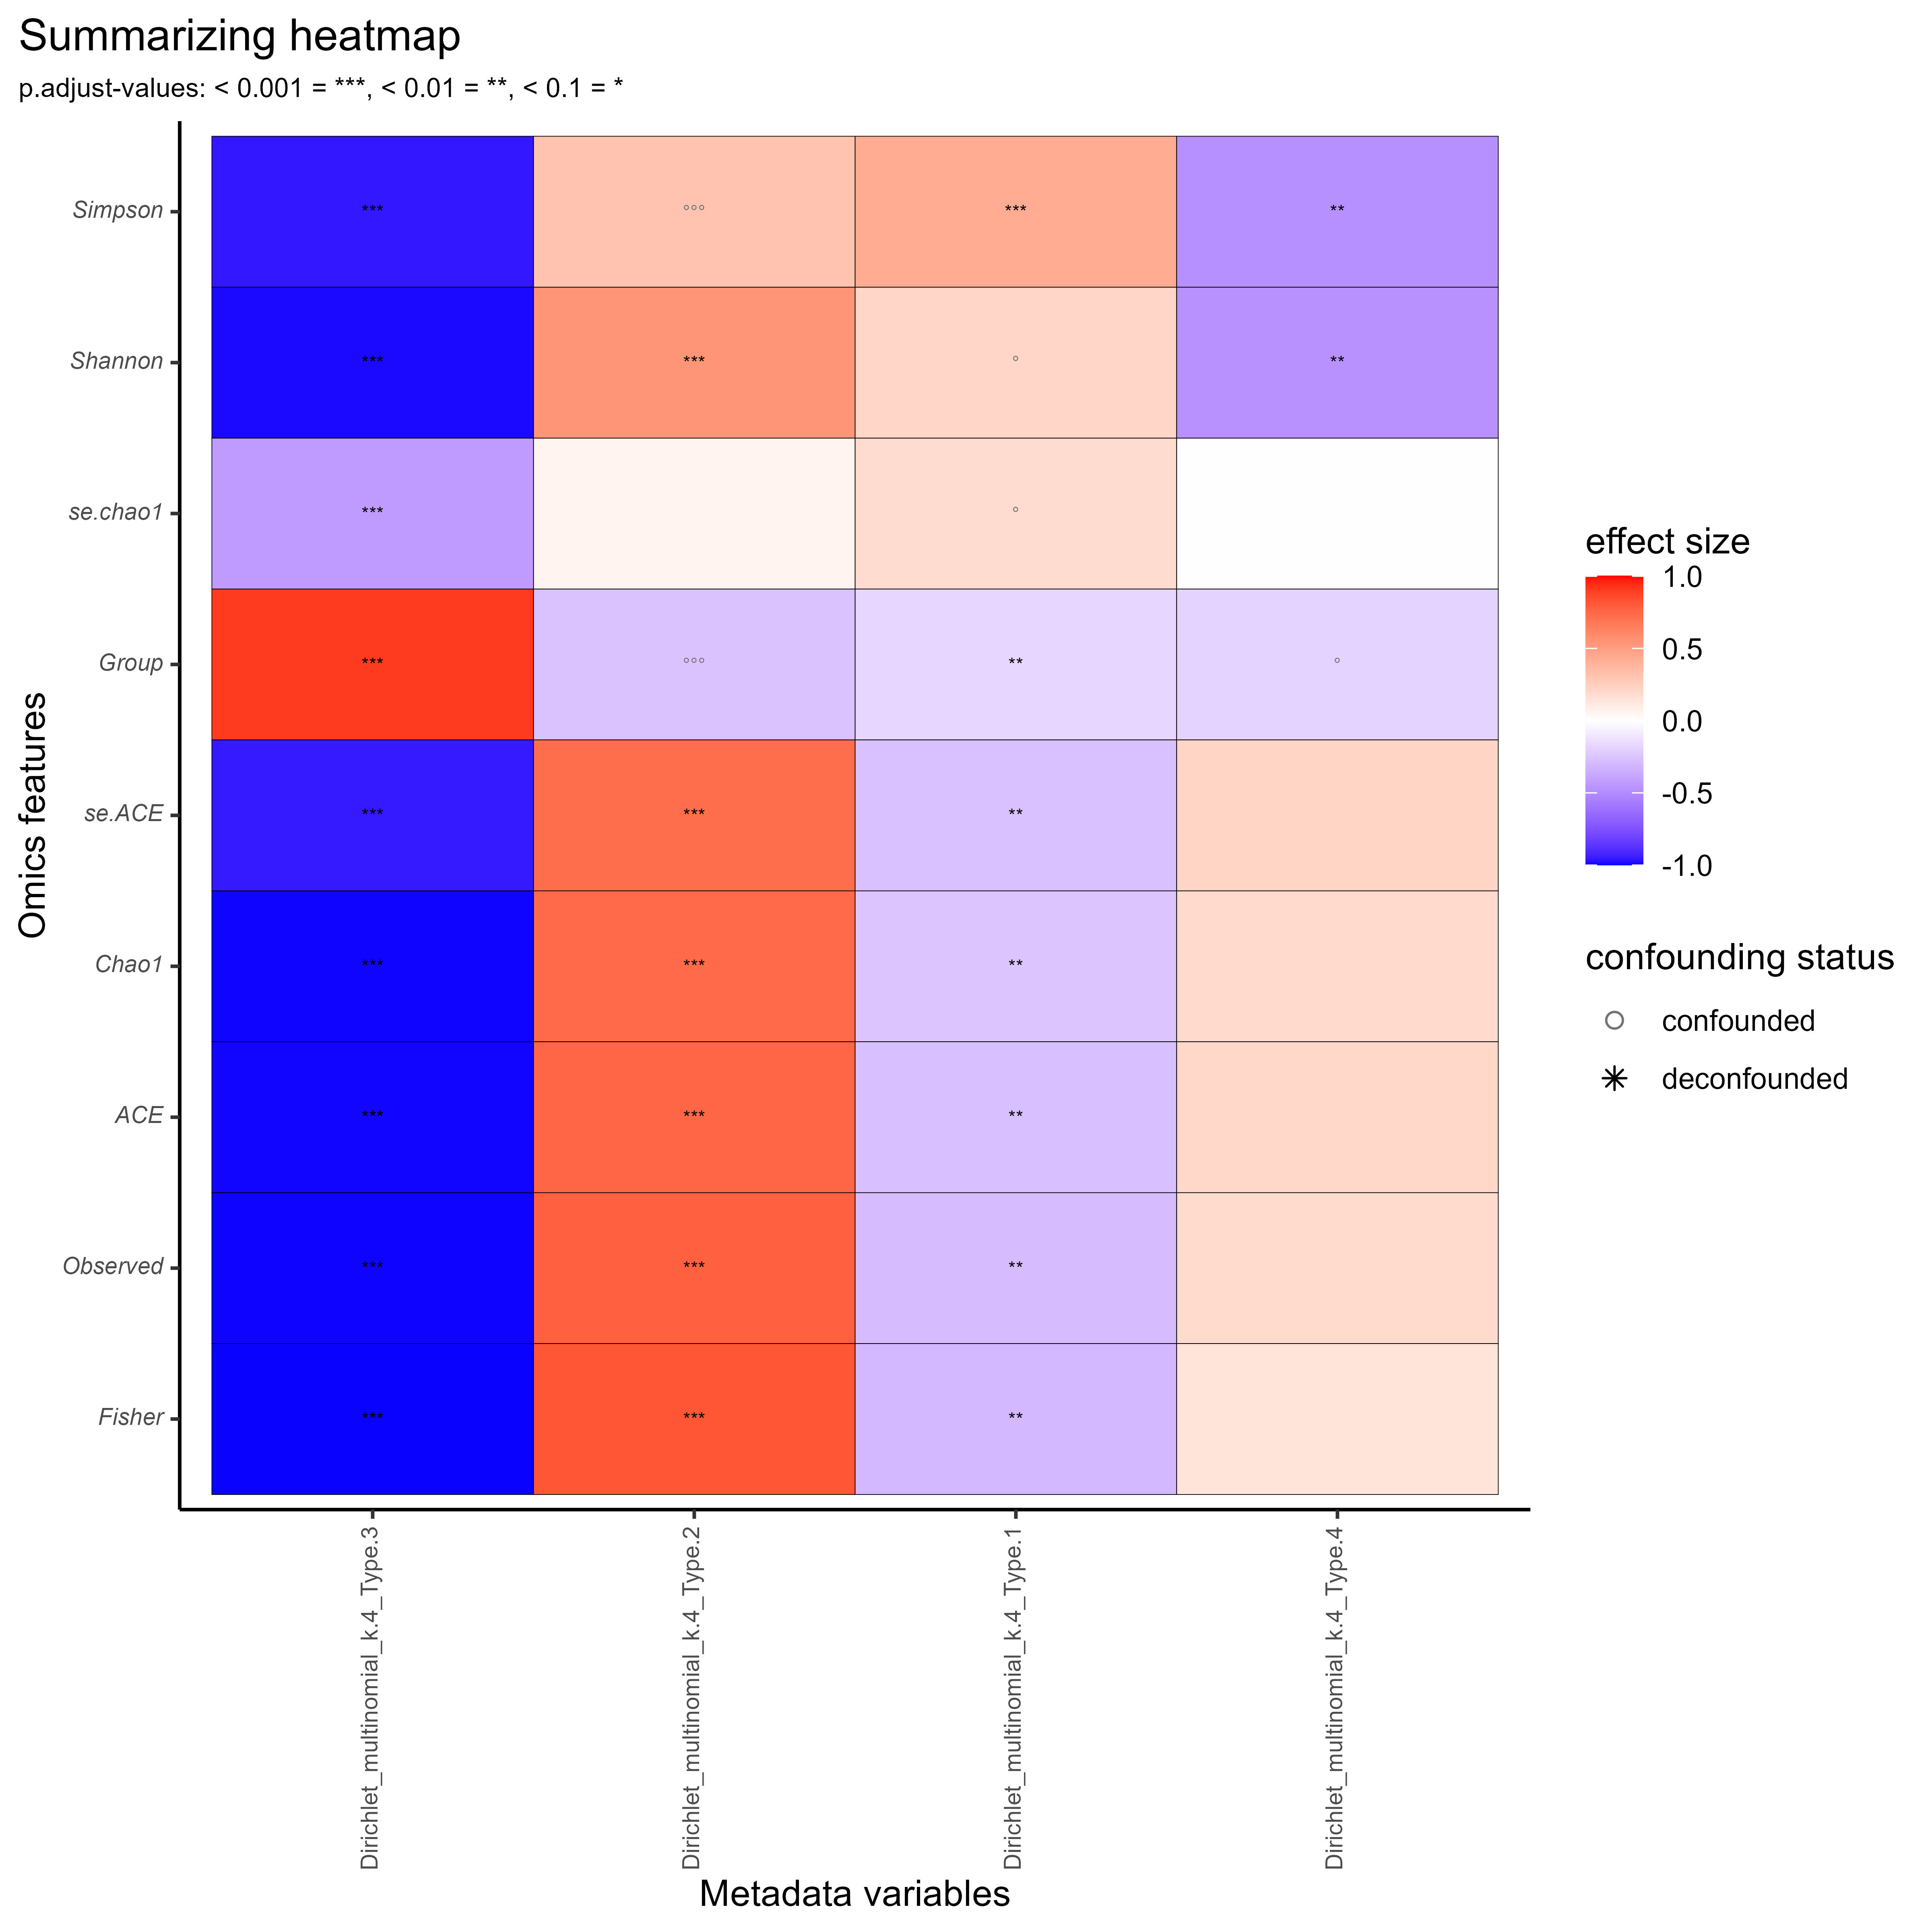 Summarizing heatmap
p.adjust-values: < 0.001 = ***, < 0.01 = **, < 0.1 = *
Omics features
Simpson
*** °°° *** **
Shannon
*** *** ° **
se.chao1
*** °
Group
*** °°° ** °
se.ACE
*** *** **
Chao1
*** *** **
ACE
*** *** **
Observed
*** *** **
Fisher
*** *** **
Dirichlet_multinomial_k.4_Type.3
Dirichlet_multinomial_k.4_Type.2
Dirichlet_multinomial_k.4_Type.1
Dirichlet_multinomial_k.4_Type.4
Metadata variables
effect size
1.0
0.5
0.0
-0.5
-1.0
confounding status
confounded
deconfounded